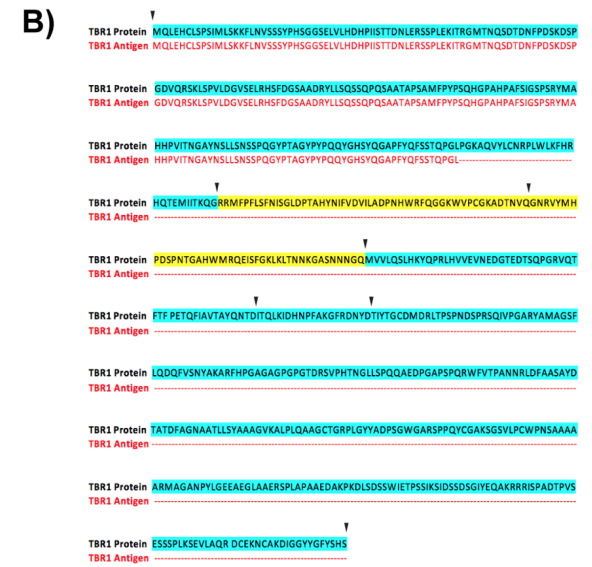 B)
TBR1 Protein MQLEHCLSPSIMLSKKFLNVSSSYPHSGGSELVLHDHPIISTTDNLERSSPLEKITRGMTNQSDTDNFPDSKDSP
TBR1 Antigen MQLEHCLSPSIMLSKKFLNVSSSYPHSGGSELVLHDHPIISTTDNLERSSPLEKITRGMTNQSDTDNFPDSKDSP
TBR1 Protein GDVQRSKLSPVLDGVSELRHSFDGSAADRYLLSQSSQPQSAATAPSAMFPYPSQHGPAHPAFSIGSPSRYMA
TBR1 Antigen GDVQRSKLSPVLDGVSELRHSFDGSAADRYLLSQSSQPQSAATAPSAMFPYPSQHGPAHPAFSIGSPSRYMA
TBR1 Protein HHPVITNGAYNSLLSNSSPQGYPTAGYPYPQQYGHSYQGAPFYQFSSTQPGLPGKAQVYLCNRPLWLKFHR
TBR1 Antigen HHPVITNGAYNSLLSNSSPQGYPTAGYPYPQQYGHSYQGAPFYQFSSTQPGL--------------------
TBR1 Protein HQTEMIITKQGRRMFPFLSFNISGLDPTAHYNIFVDVILADPNHWRFQGGKWVPCGKADTNVQGNRVYMH
TBR1 Antigen ----------------------------------------------------------------------
TBR1 Protein PDSPNTGAHWMRQEISFGKLKLTNNKGASNNNGQMVVLQSLHKYQPRLHVVEVNEDGTEDTSQPGRVQT
TBR1 Antigen ---------------------------------------------------------------------
TBR1 Protein FTF PETQFIAVTAYQNTDITQLKIDHNPFAKGFRDNYDTIYTGCDMDRLTPSPNDSPRSQIVPGARYAMAGSF
TBR1 Antigen ------------------------------------------------------------------------
TBR1 Protein LQDQFVSNYAKARFHPGAGAGPGPGTDRSVPHTNGLLSPQQAEDPGAPSPQRWFVTPANNRLDFAASAYD
TBR1 Antigen ----------------------------------------------------------------------
TBR1 Protein TATDFAGNAATLLSYAAAGVKALPLQAAGCTGRPLGYYADPSGWGARSPPQYCGAKSGSVLPCWPNSAAAA
TBR1 Antigen -----------------------------------------------------------------------
TBR1 Protein ARMAGANPYLGEEAEGLAAERSPLAPAAEDAKPKDLSDSSWIETPSSIKSIDSSDSGIYEQAKRRRISPADTPVS
TBR1 Antigen ---------------------------------------------------------------------------
TBR1 Protein ESSSPLKSEVLAQR DCEKNCAKDIGGYYGFYSHS
TBR1 Antigen ----------------------------------